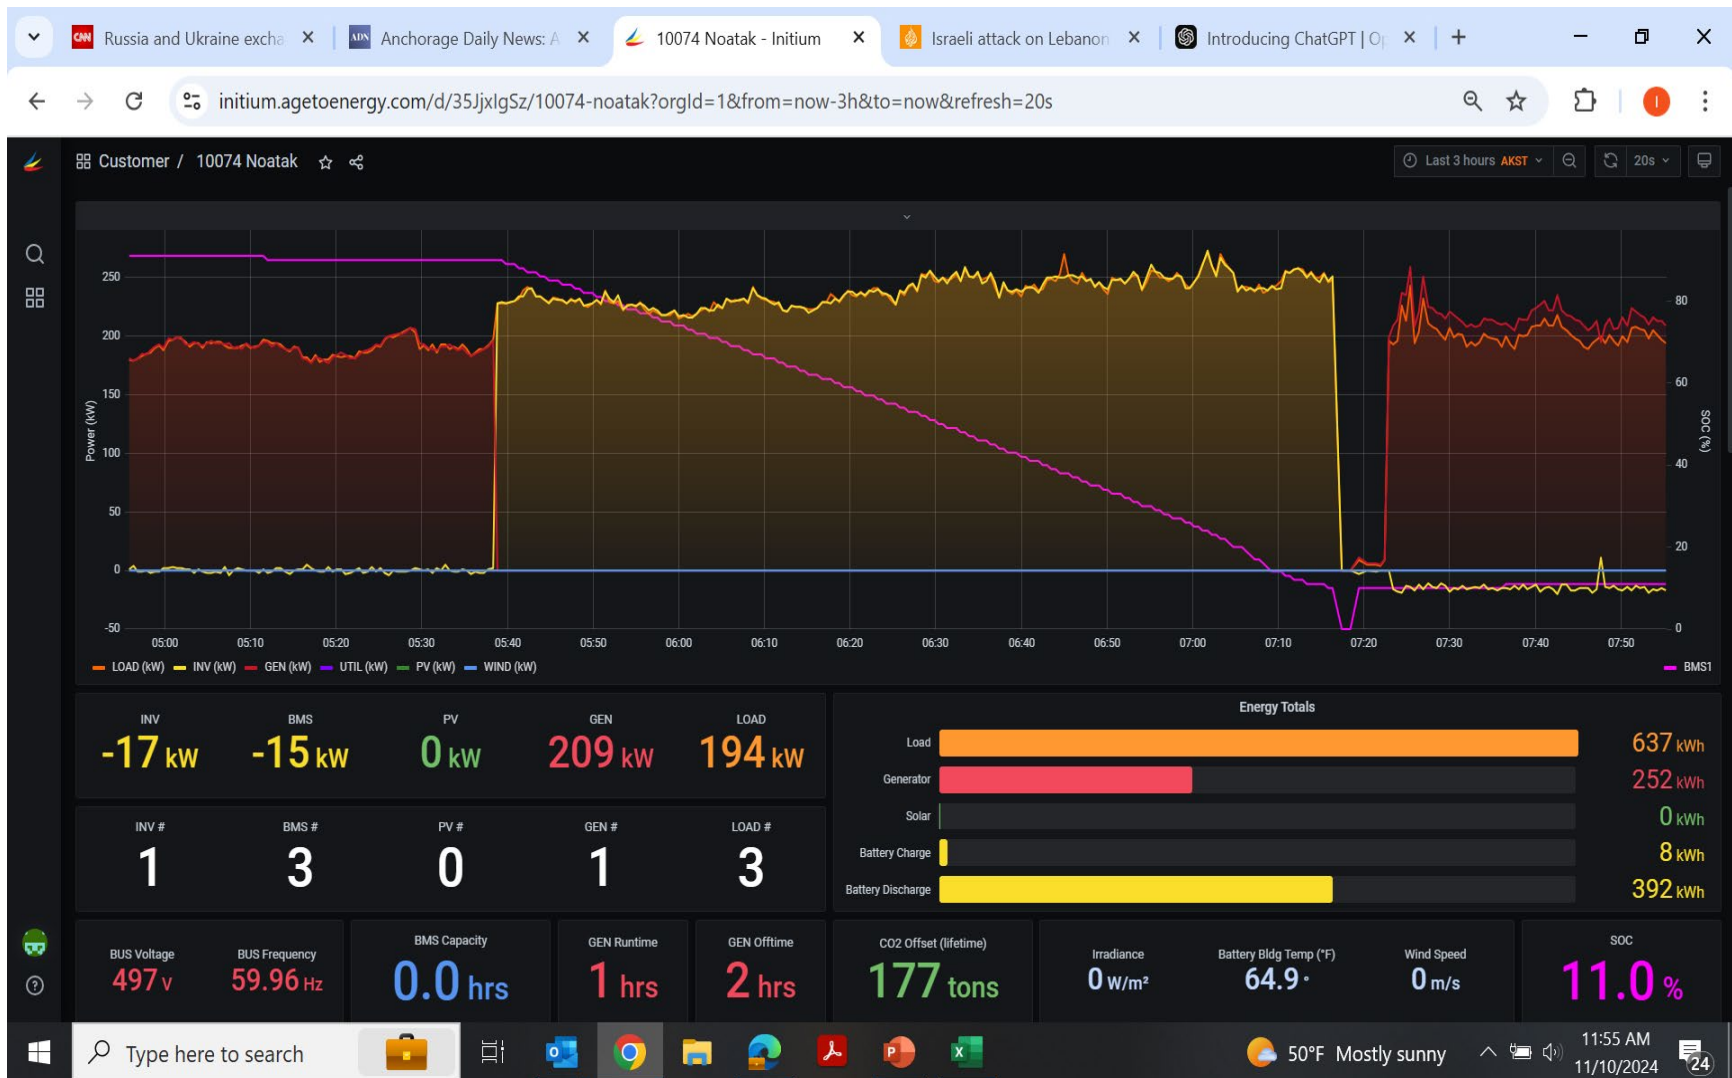 CNN Russia and Ukraine excha
ADN Anchorage Daily News: A
10074 Noatak - Initium
Israeli attack on Lebanon
Introducing ChatGPT | Op
initium.agetoenergy.com/d/35JjxIgSz/10074-noatak?orgId=1&from=now-3h&to=now&refresh=20s
I
Customer / 10074 Noatak
Last 3 hours AKST
20s
Power (kW)
250
200
150
100
50
0
-50
SOC (%)
80
60
40
20
0
05:00 05:10 05:20 05:30 05:40 05:50 06:00 06:10 06:20 06:30 06:40 06:50 07:00 07:10 07:20 07:30 07:40 07:50
LOAD (kW) INV (kW) GEN (kW) UTIL (kW) PV (kW) WIND (kW) BMS1
INV BMS PV GEN LOAD
-17 kW -15 kW 0 kW 209 kW 194 kW
INV # BMS # PV # GEN # LOAD #
1 3 0 1 3
Energy Totals
Load 637 kWh
Generator 252 kWh
Solar 0 kWh
Battery Charge 8 kWh
Battery Discharge 392 kWh
BUS Voltage BUS Frequency
497 V 59.96 Hz
BMS Capacity
0.0 hrs
GEN Runtime
1 hrs
GEN Offtime
2 hrs
CO2 Offset (lifetime)
177 tons
Irradiance Battery Bldg Temp (°F) Wind Speed
0 W/m² 64.9 ° 0 m/s
SOC
11.0 %
Type here to search
50°F Mostly sunny
11:55 AM
11/10/2024
24